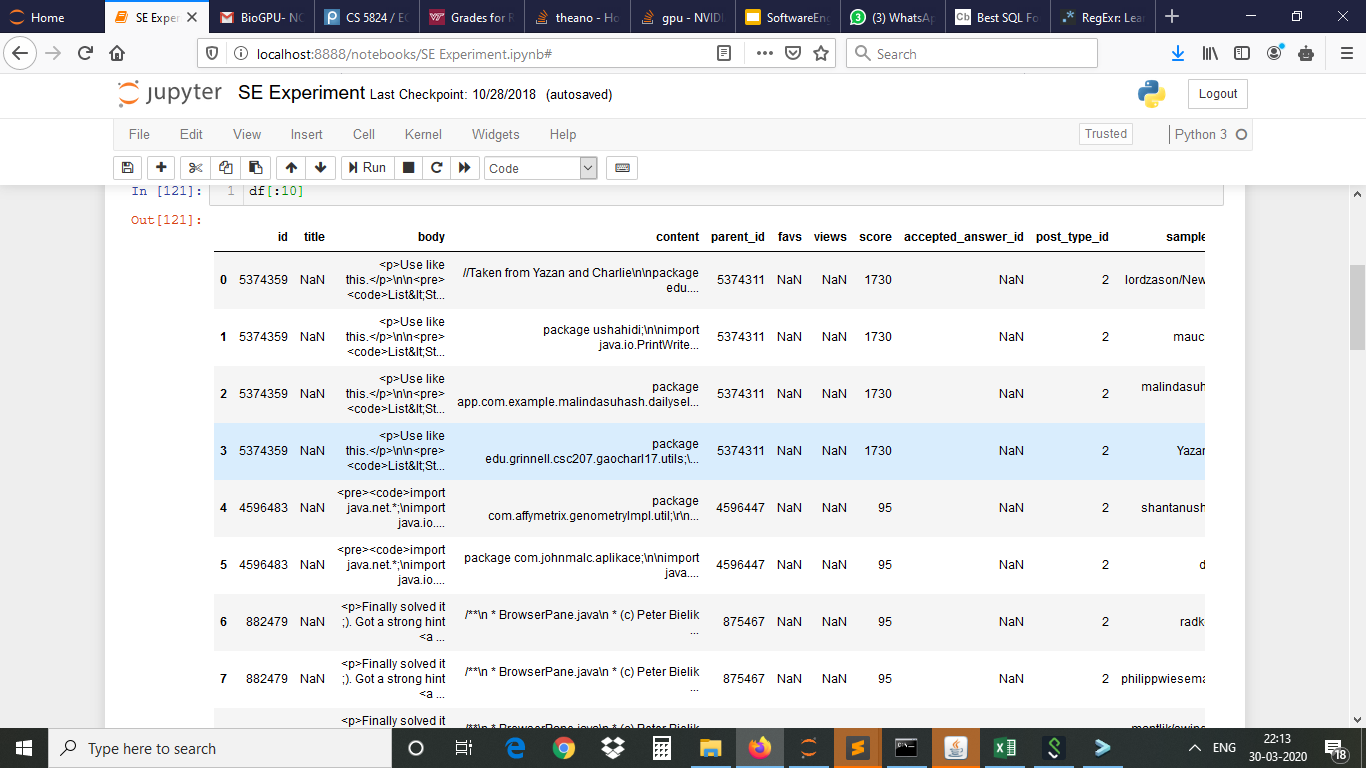 Home
SE Exper
BioGPU- NC
CS 5824 / EC
Grades for R
theano - Ho
gpu - NVIDI
SoftwareEng
(3) WhatsAp
Best SQL Fo
RegExr: Lea
localhost:8888/notebooks/SE Experiment.ipynb#
Search
jupyter SE Experiment Last Checkpoint: 10/28/2018 (autosaved)
Logout
File Edit View Insert Cell Kernel Widgets Help
Trusted
Python 3
Run
Code
In [121]: 1 df[:10]
Out[121]:
id title body content parent_id favs views score accepted_answer_id post_type_id sample
0 5374359 NaN <p>Use like this.</p>\n\n<pre><code>List&lt;St... //Taken from Yazan and Charlie\n\npackage edu.... 5374311 NaN NaN 1730 NaN 2 lordzason/New
1 5374359 NaN <p>Use like this.</p>\n\n<pre><code>List&lt;St... package ushahidi;\n\nimport java.io.PrintWrite... 5374311 NaN NaN 1730 NaN 2 mauc
2 5374359 NaN <p>Use like this.</p>\n\n<pre><code>List&lt;St... package app.com.example.malindasuhash.dailysel... 5374311 NaN NaN 1730 NaN 2 malindasuh
3 5374359 NaN <p>Use like this.</p>\n\n<pre><code>List&lt;St... package edu.grinnell.csc207.gaocharl17.utils;\... 5374311 NaN NaN 1730 NaN 2 Yazan
4 4596483 NaN <pre><code>import java.net.*;\nimport java.io.... package com.affymetrix.genometryImpl.util;\r\n... 4596447 NaN NaN 95 NaN 2 shantanush
5 4596483 NaN <pre><code>import java.net.*;\nimport java.io.... package com.johnmalc.aplikace;\n\nimport java.... 4596447 NaN NaN 95 NaN 2 d
6 882479 NaN <p>Finally solved it ;). Got a strong hint <a ... /**\n * BrowserPane.java\n * (c) Peter Bielik ... 875467 NaN NaN 95 NaN 2 radk
7 882479 NaN <p>Finally solved it ;). Got a strong hint <a ... /**\n * BrowserPane.java\n * (c) Peter Bielik ... 875467 NaN NaN 95 NaN 2 philippwiesema
<p>Finally solved it
Type here to search
ENG
22:13
30-03-2020
18